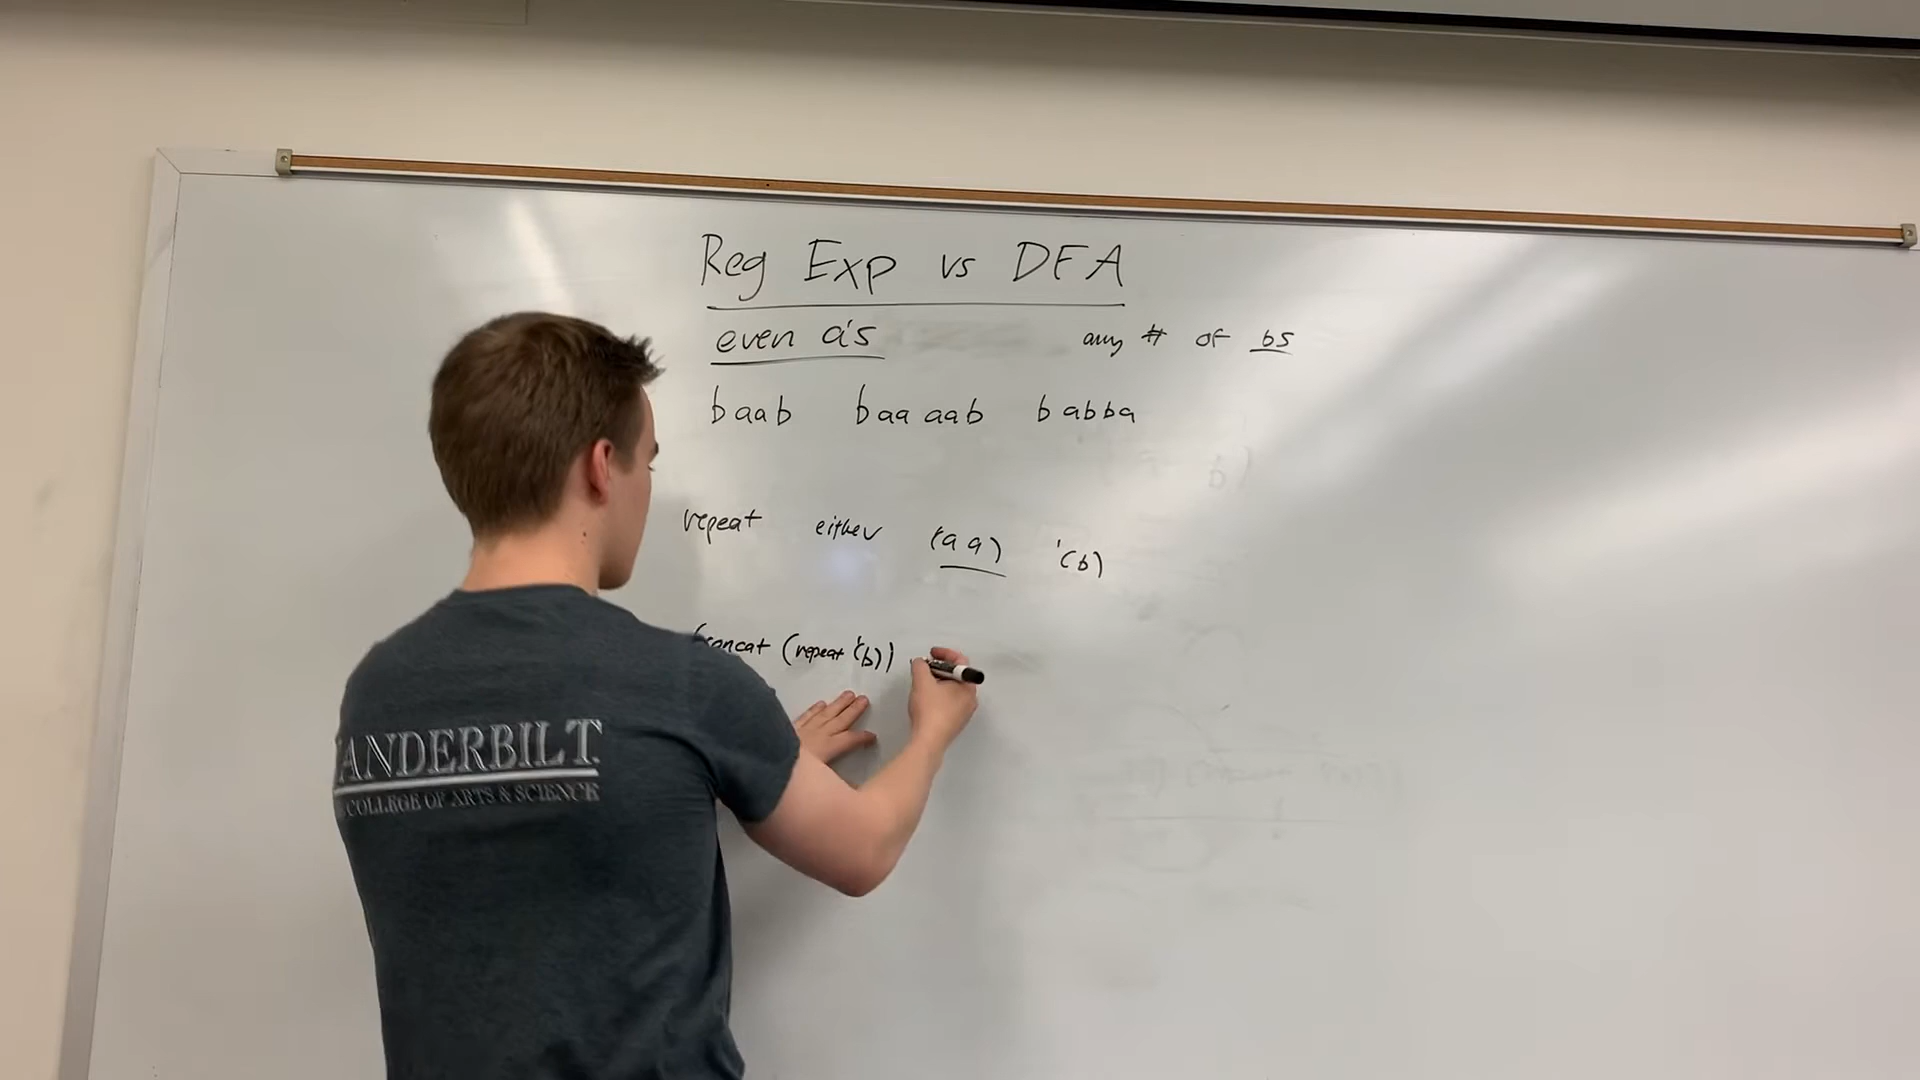 Reg Exp vs DFA
even a's any # of bs
baab baaaab babba
repeat either (aa) '(b)
(concat (repeat '(b))
ANDERBILT
COLLEGE OF ARTS & SCIENCE